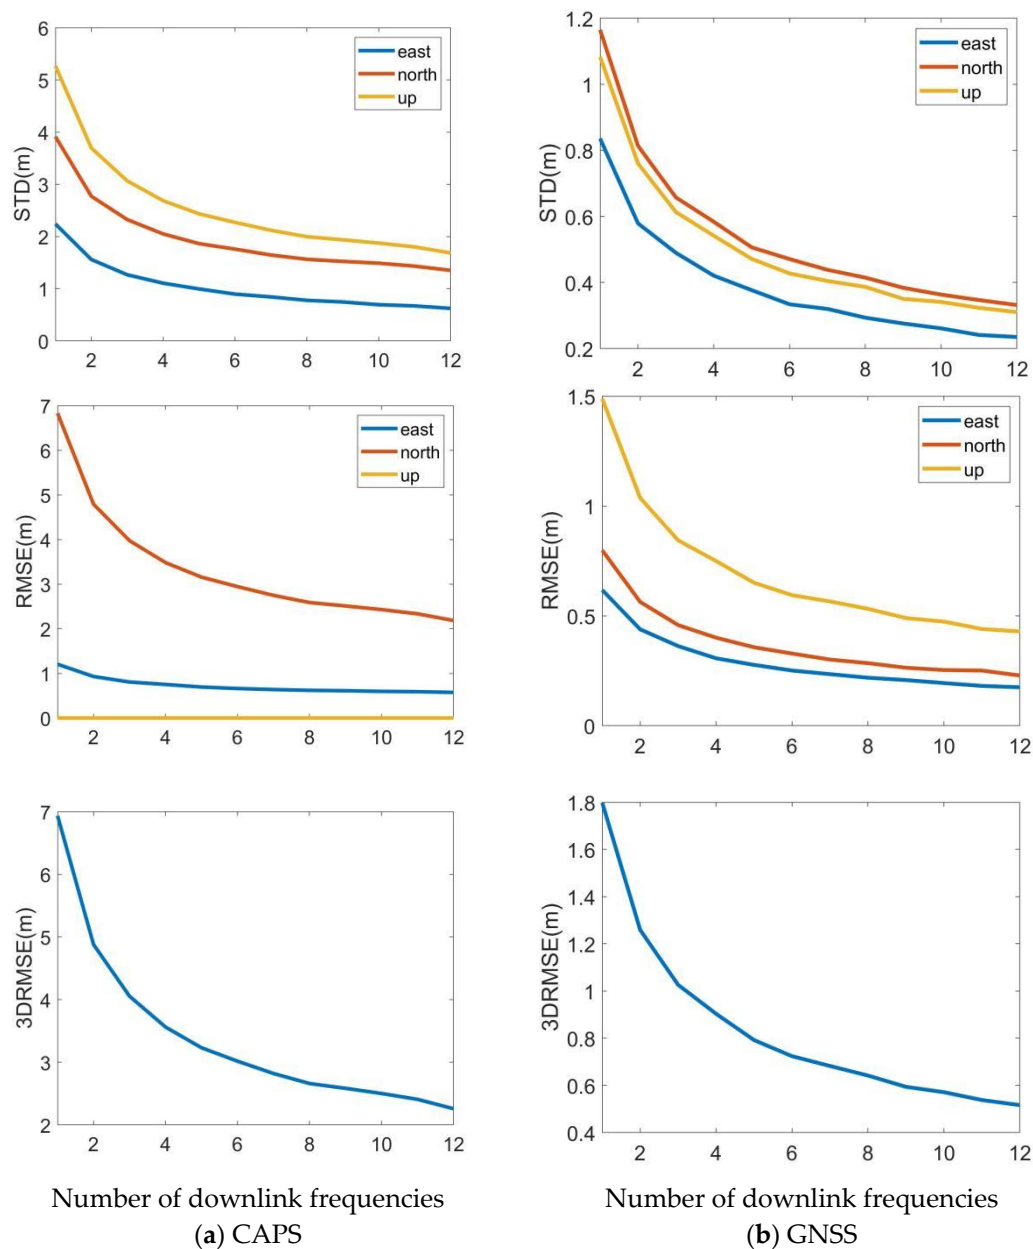 6
5
4
3
2
1
0
STD(m)
east
north
up
2 4 6 8 10 12
1.2
1
0.8
0.6
0.4
0.2
STD(m)
east
north
up
2 4 6 8 10 12
7
6
5
4
3
2
1
0
RMSE(m)
east
north
up
2 4 6 8 10 12
1.5
1
0.5
0
RMSE(m)
east
north
up
2 4 6 8 10 12
7
6
5
4
3
2
3DRMSE(m)
2 4 6 8 10 12
1.8
1.6
1.4
1.2
1
0.8
0.6
0.4
3DRMSE(m)
2 4 6 8 10 12
Number of downlink frequencies
(a) CAPS
Number of downlink frequencies
(b) GNSS